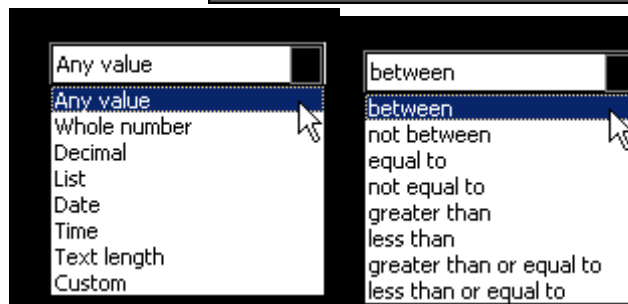 Any value
Any value
Whole number
Decimal
List
Date
Time
Text length
Custom
between
between
not between
equal to
not equal to
greater than
less than
greater than or equal to
less than or equal to